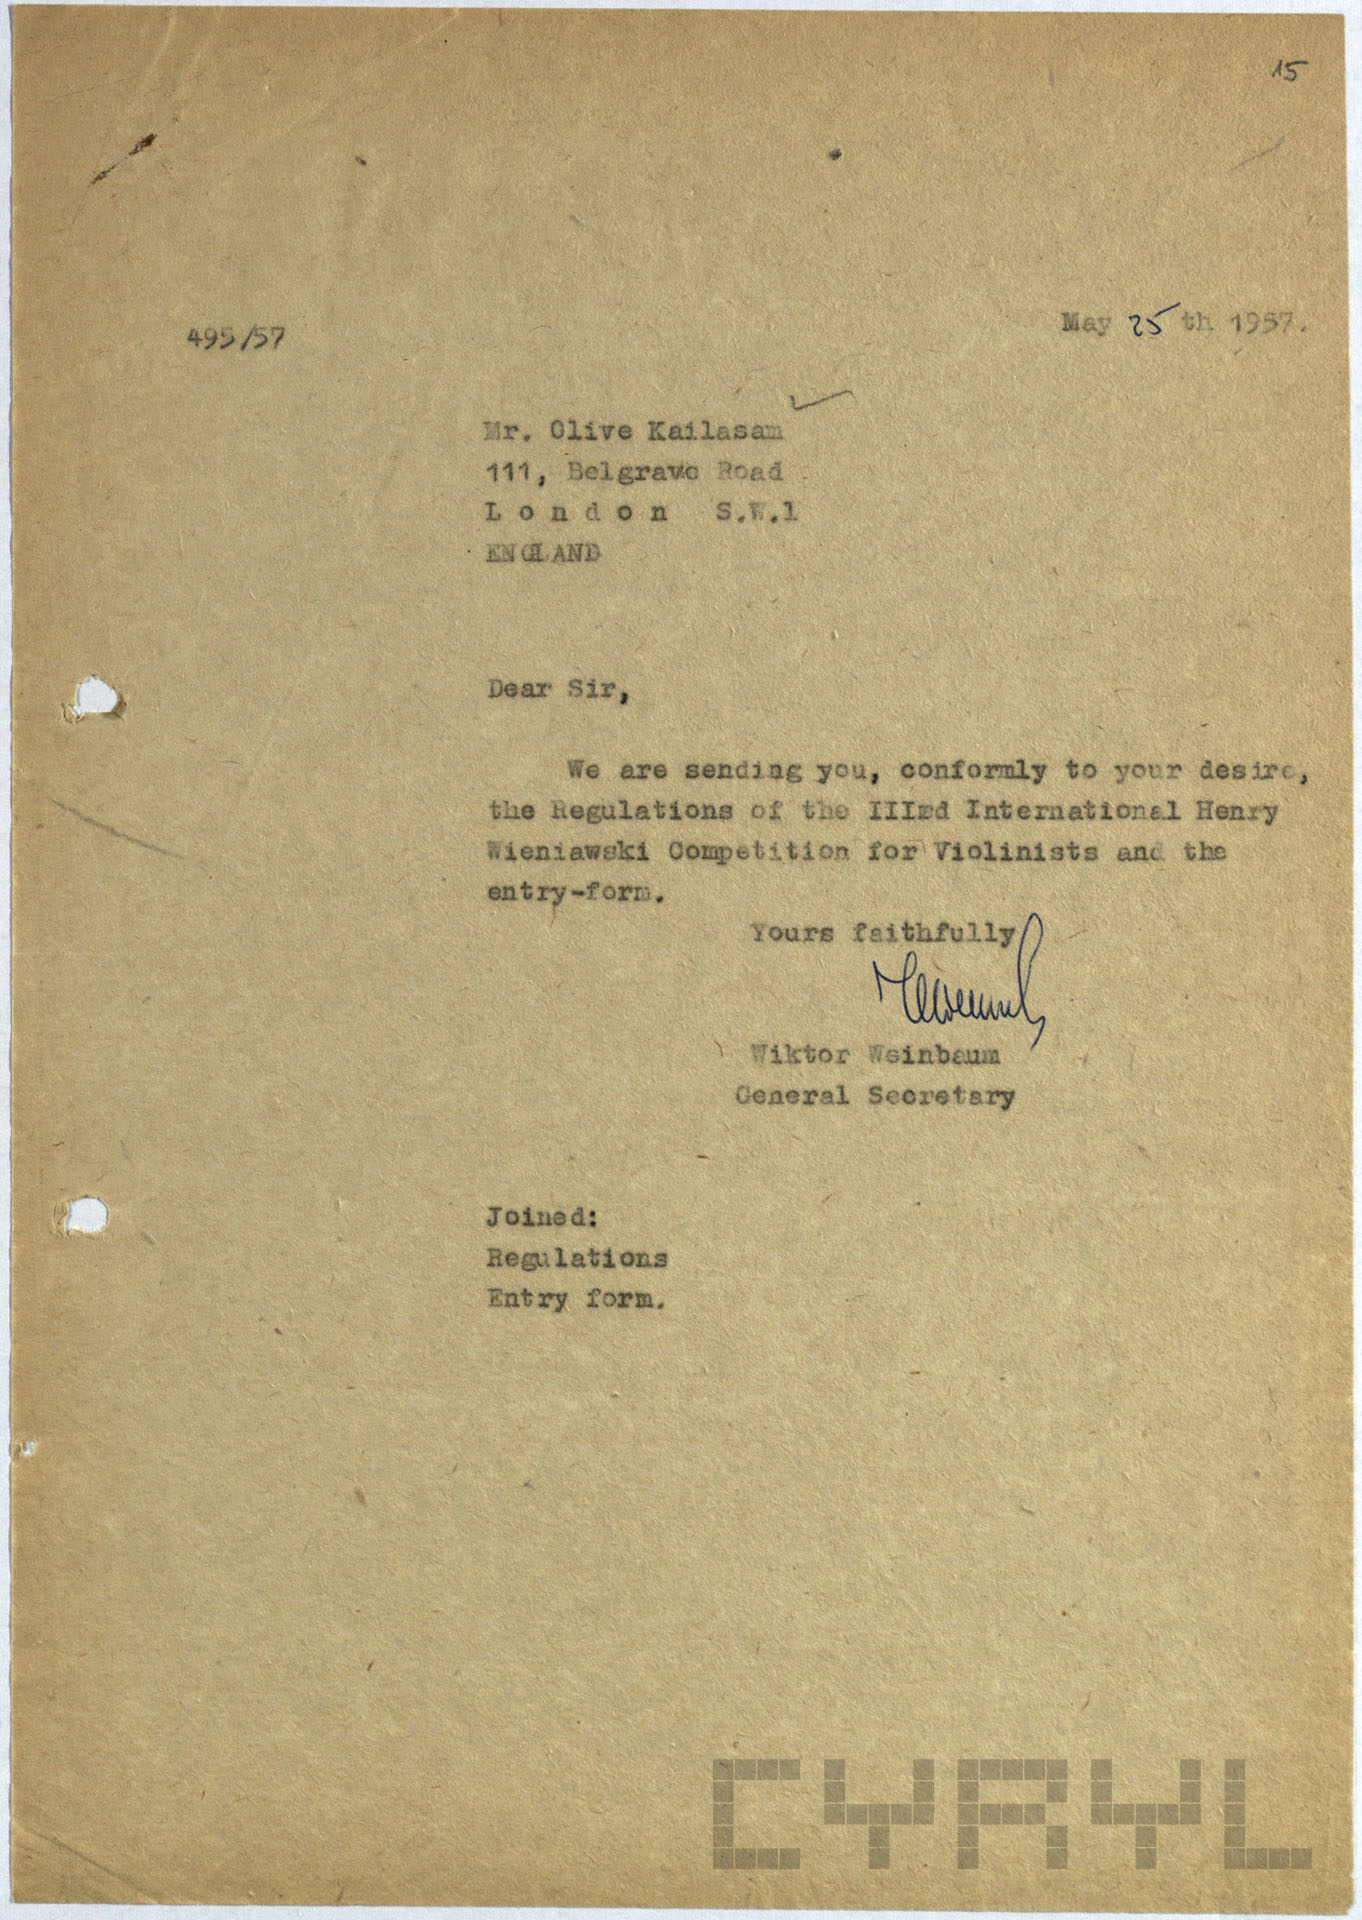 15
495/57
May 25 th 1957.
Mr. Olive Kailasam
111, Belgrave Road
L o n d o n S.W.1
ENGLAND
Dear Sir,
We are sending you, conformly to your desire,
the Regulations of the IIIrd International Henry
Wieniawski Competition for Violinists and the
entry-form.
Yours faithfully
Wiktor Weinbaum
General Secretary
Joined:
Regulations
Entry form.
CYRYL